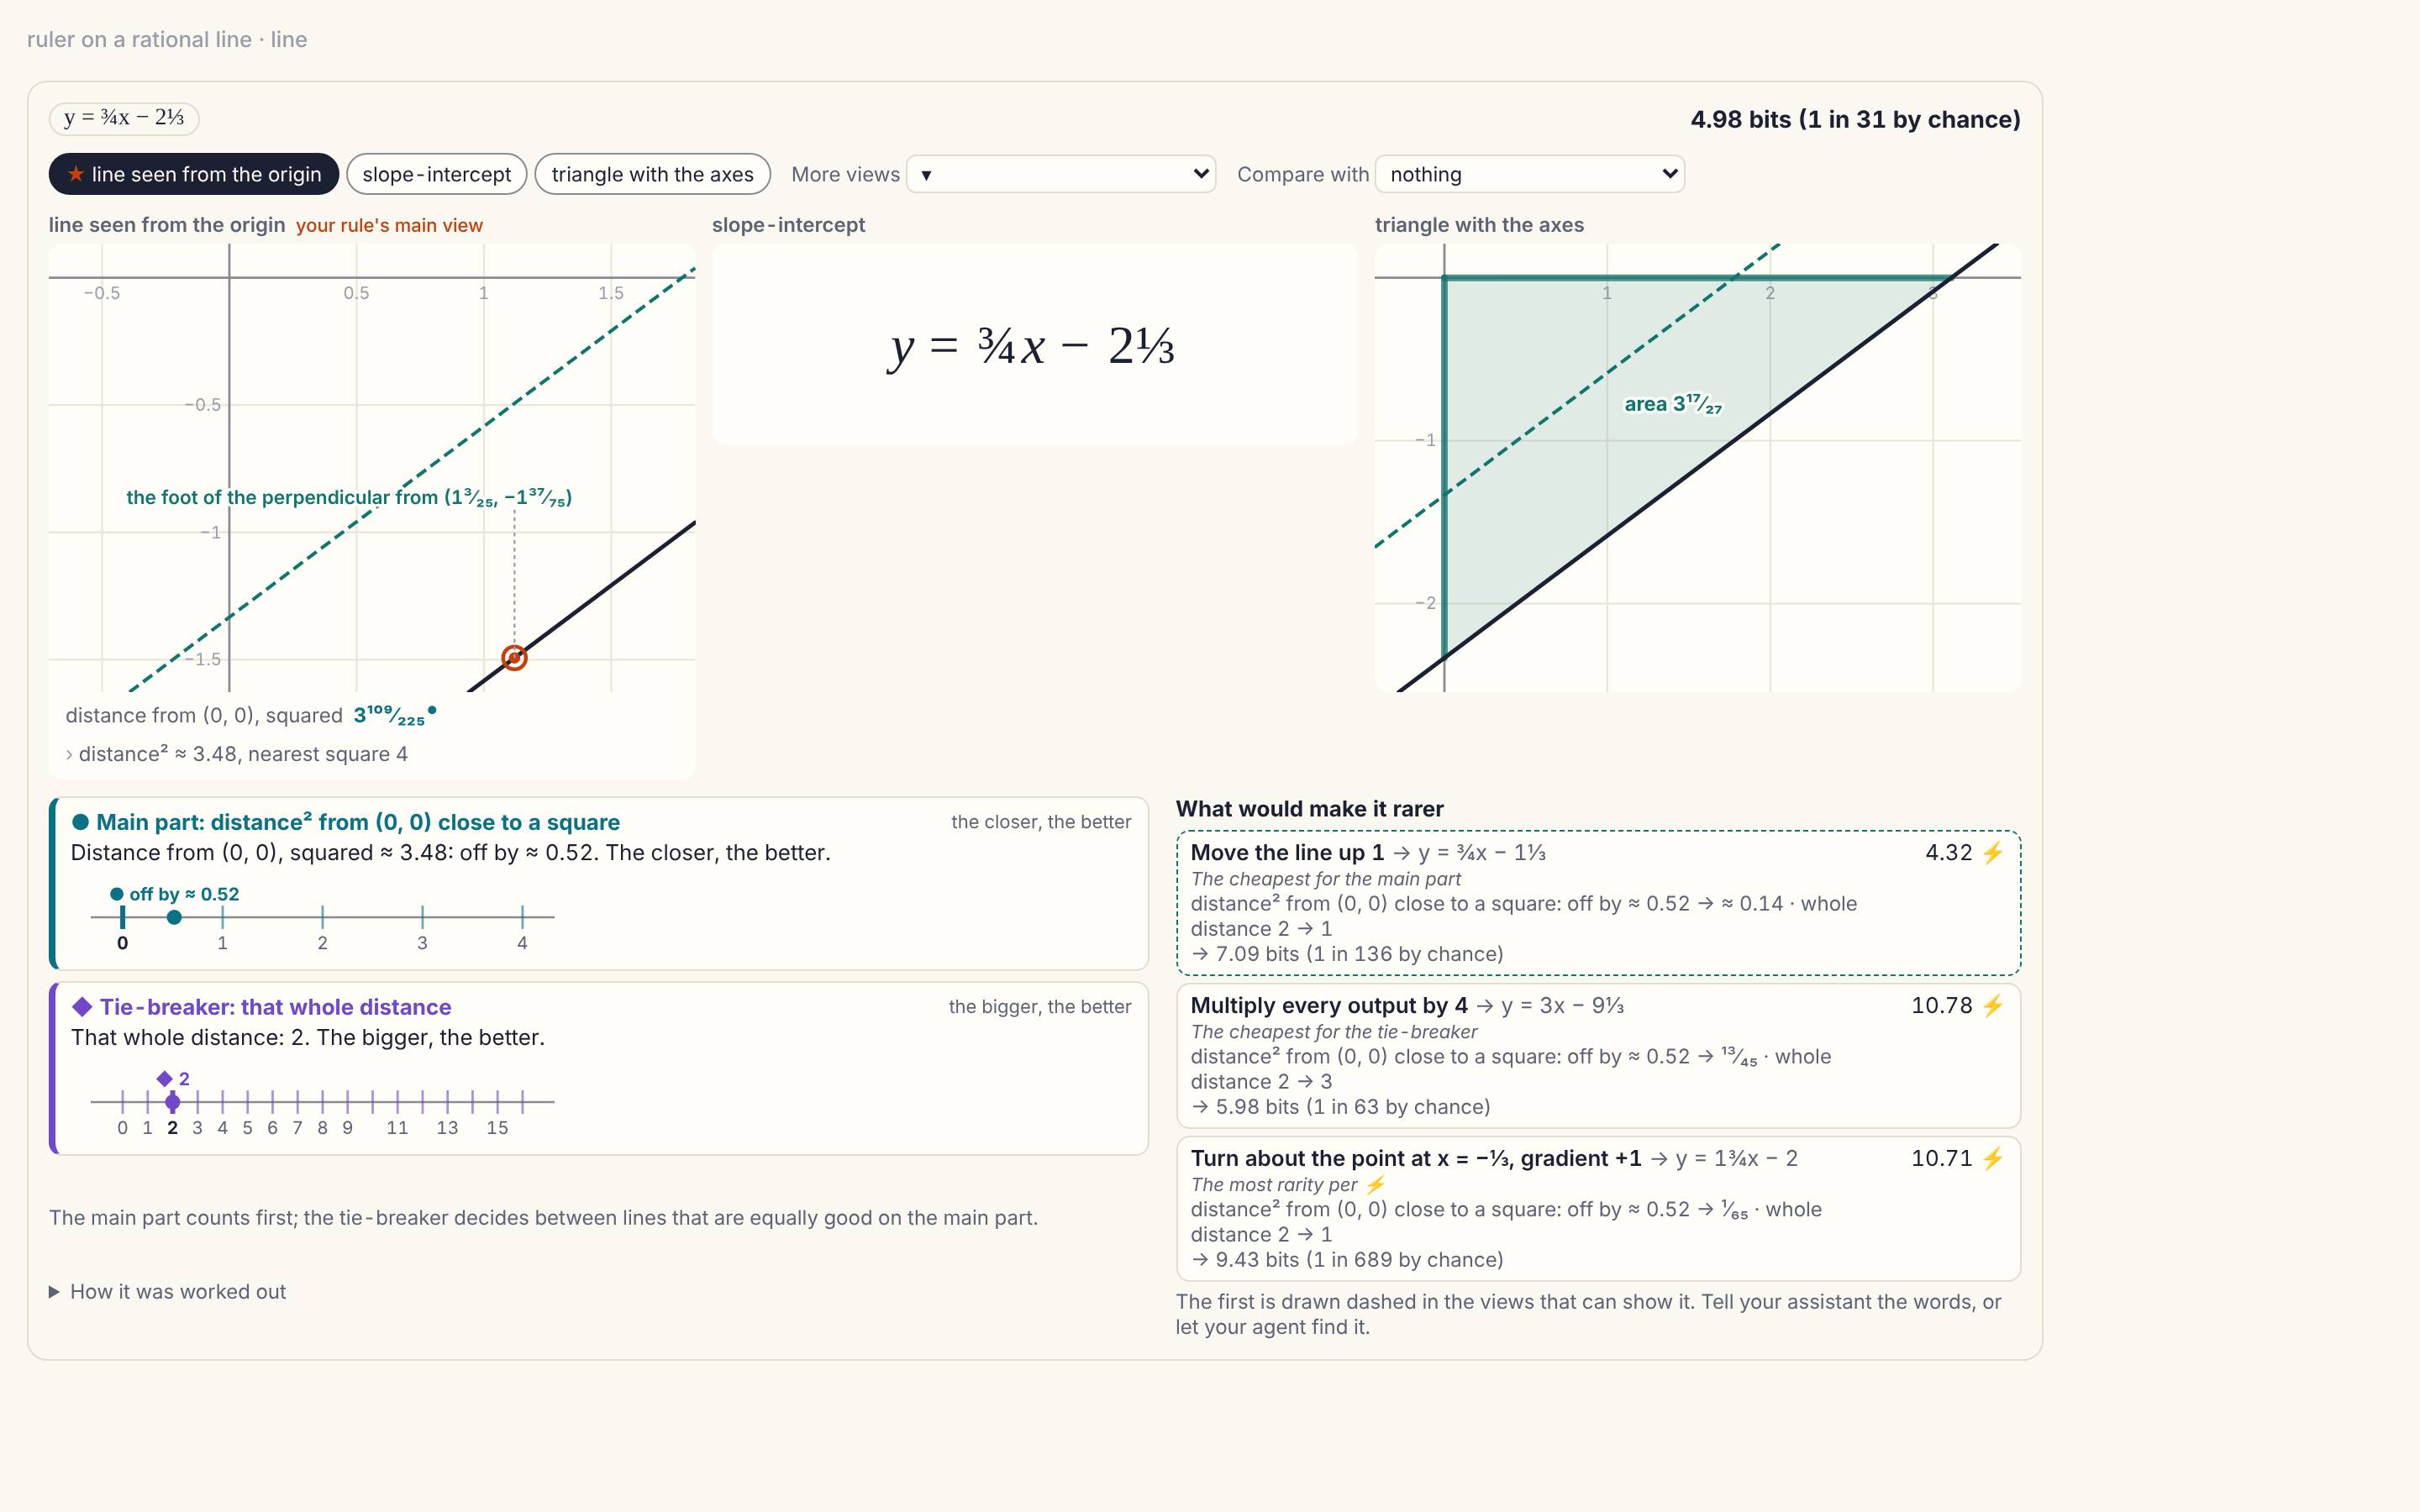 ruler on a rational line · line
y = ¾x − 2⅓
4.98 bits (1 in 31 by chance)
★ line seen from the origin
slope-intercept
triangle with the axes
More views
▾
Compare with
nothing
line seen from the origin your rule's main view
−0.5
0.5
1
1.5
−0.5
the foot of the perpendicular from (1³⁄₂₅, −1³⁷⁄₇₅)
−1
−1.5
distance from (0, 0), squared 3¹⁰⁹⁄₂₂₅●
› distance² ≈ 3.48, nearest square 4
slope-intercept
y = ¾x − 2⅓
triangle with the axes
1
2
3
area 3¹⁷⁄₂₇
−1
−2
● Main part: distance² from (0, 0) close to a square
the closer, the better
Distance from (0, 0), squared ≈ 3.48: off by ≈ 0.52. The closer, the better.
● off by ≈ 0.52
0 1 2 3 4
◆ Tie-breaker: that whole distance
the bigger, the better
That whole distance: 2. The bigger, the better.
◆ 2
0 1 2 3 4 5 6 7 8 9 11 13 15
The main part counts first; the tie-breaker decides between lines that are equally good on the main part.
▶ How it was worked out
What would make it rarer
Move the line up 1 → y = ¾x − 1⅓
4.32 ⚡
The cheapest for the main part
distance² from (0, 0) close to a square: off by ≈ 0.52 → ≈ 0.14 · whole
distance 2 → 1
→ 7.09 bits (1 in 136 by chance)
Multiply every output by 4 → y = 3x − 9⅓
10.78 ⚡
The cheapest for the tie-breaker
distance² from (0, 0) close to a square: off by ≈ 0.52 → ¹³⁄₄₅ · whole
distance 2 → 3
→ 5.98 bits (1 in 63 by chance)
Turn about the point at x = −⅓, gradient +1 → y = 1¾x − 2
10.71 ⚡
The most rarity per ⚡
distance² from (0, 0) close to a square: off by ≈ 0.52 → ¹⁄₆₅ · whole
distance 2 → 1
→ 9.43 bits (1 in 689 by chance)
The first is drawn dashed in the views that can show it. Tell your assistant the words, or
let your agent find it.